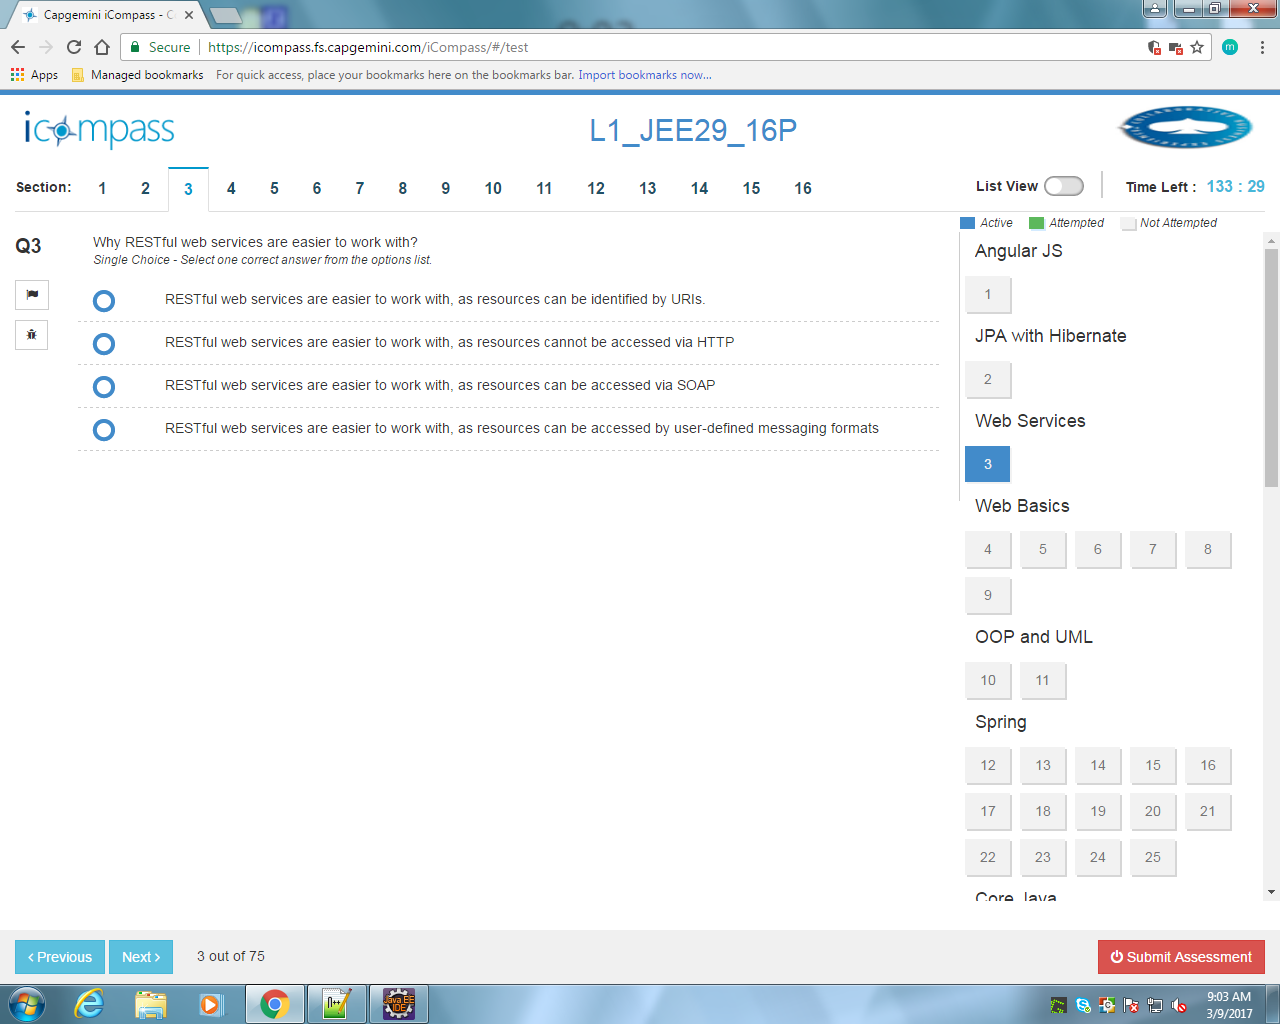 Capgemini iCompass - C
Secure
https://icompass.fs.capgemini.com/iCompass/#/test
m
Apps
Managed bookmarks
For quick access, place your bookmarks here on the bookmarks bar. Import bookmarks now...
icompass
L1_JEE29_16P
Section: 1 2 3 4 5 6 7 8 9 10 11 12 13 14 15 16
List View
Time Left : 133 : 29
Active Attempted Not Attempted
Q3
Why RESTful web services are easier to work with?
Single Choice - Select one correct answer from the options list.
RESTful web services are easier to work with, as resources can be identified by URIs.
RESTful web services are easier to work with, as resources cannot be accessed via HTTP
RESTful web services are easier to work with, as resources can be accessed via SOAP
RESTful web services are easier to work with, as resources can be accessed by user-defined messaging formats
Angular JS
1
JPA with Hibernate
2
Web Services
3
Web Basics
4 5 6 7 8
9
OOP and UML
10 11
Spring
12 13 14 15 16
17 18 19 20 21
22 23 24 25
Core Java
Previous
Next
3 out of 75
Submit Assessment
Java EE
IDE
9:03 AM
3/9/2017